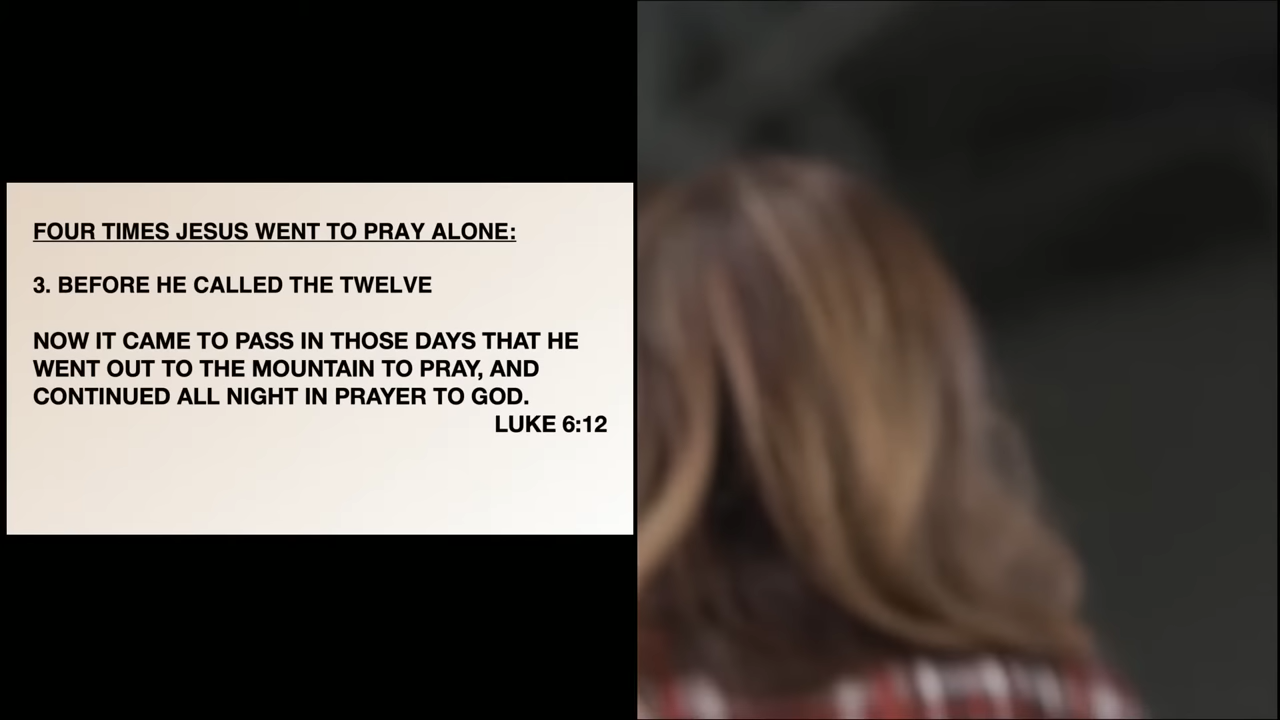 FOUR TIMES JESUS WENT TO PRAY ALONE:
3. BEFORE HE CALLED THE TWELVE
NOW IT CAME TO PASS IN THOSE DAYS THAT HE
WENT OUT TO THE MOUNTAIN TO PRAY, AND
CONTINUED ALL NIGHT IN PRAYER TO GOD.
LUKE 6:12